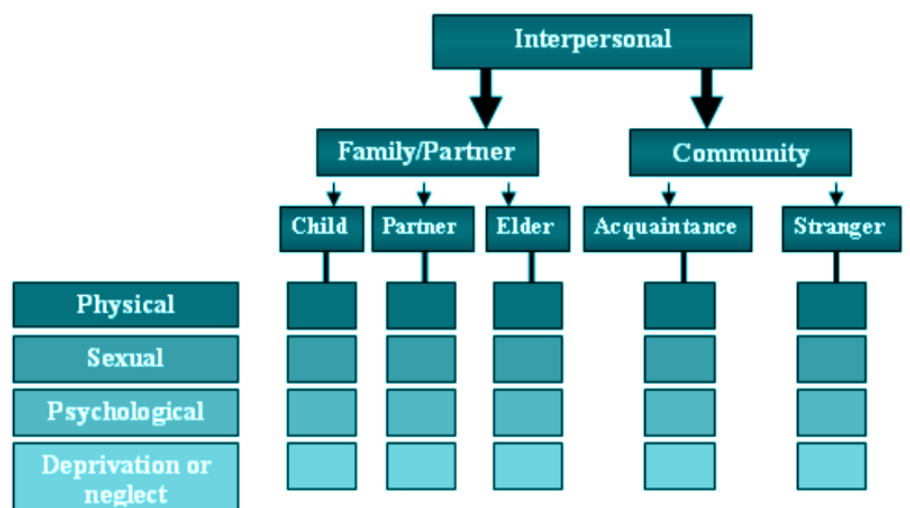 Interpersonal
Family/Partner
Community
Child
Partner
Elder
Acquaintance
Stranger
Physical
Sexual
Psychological
Deprivation or
neglect